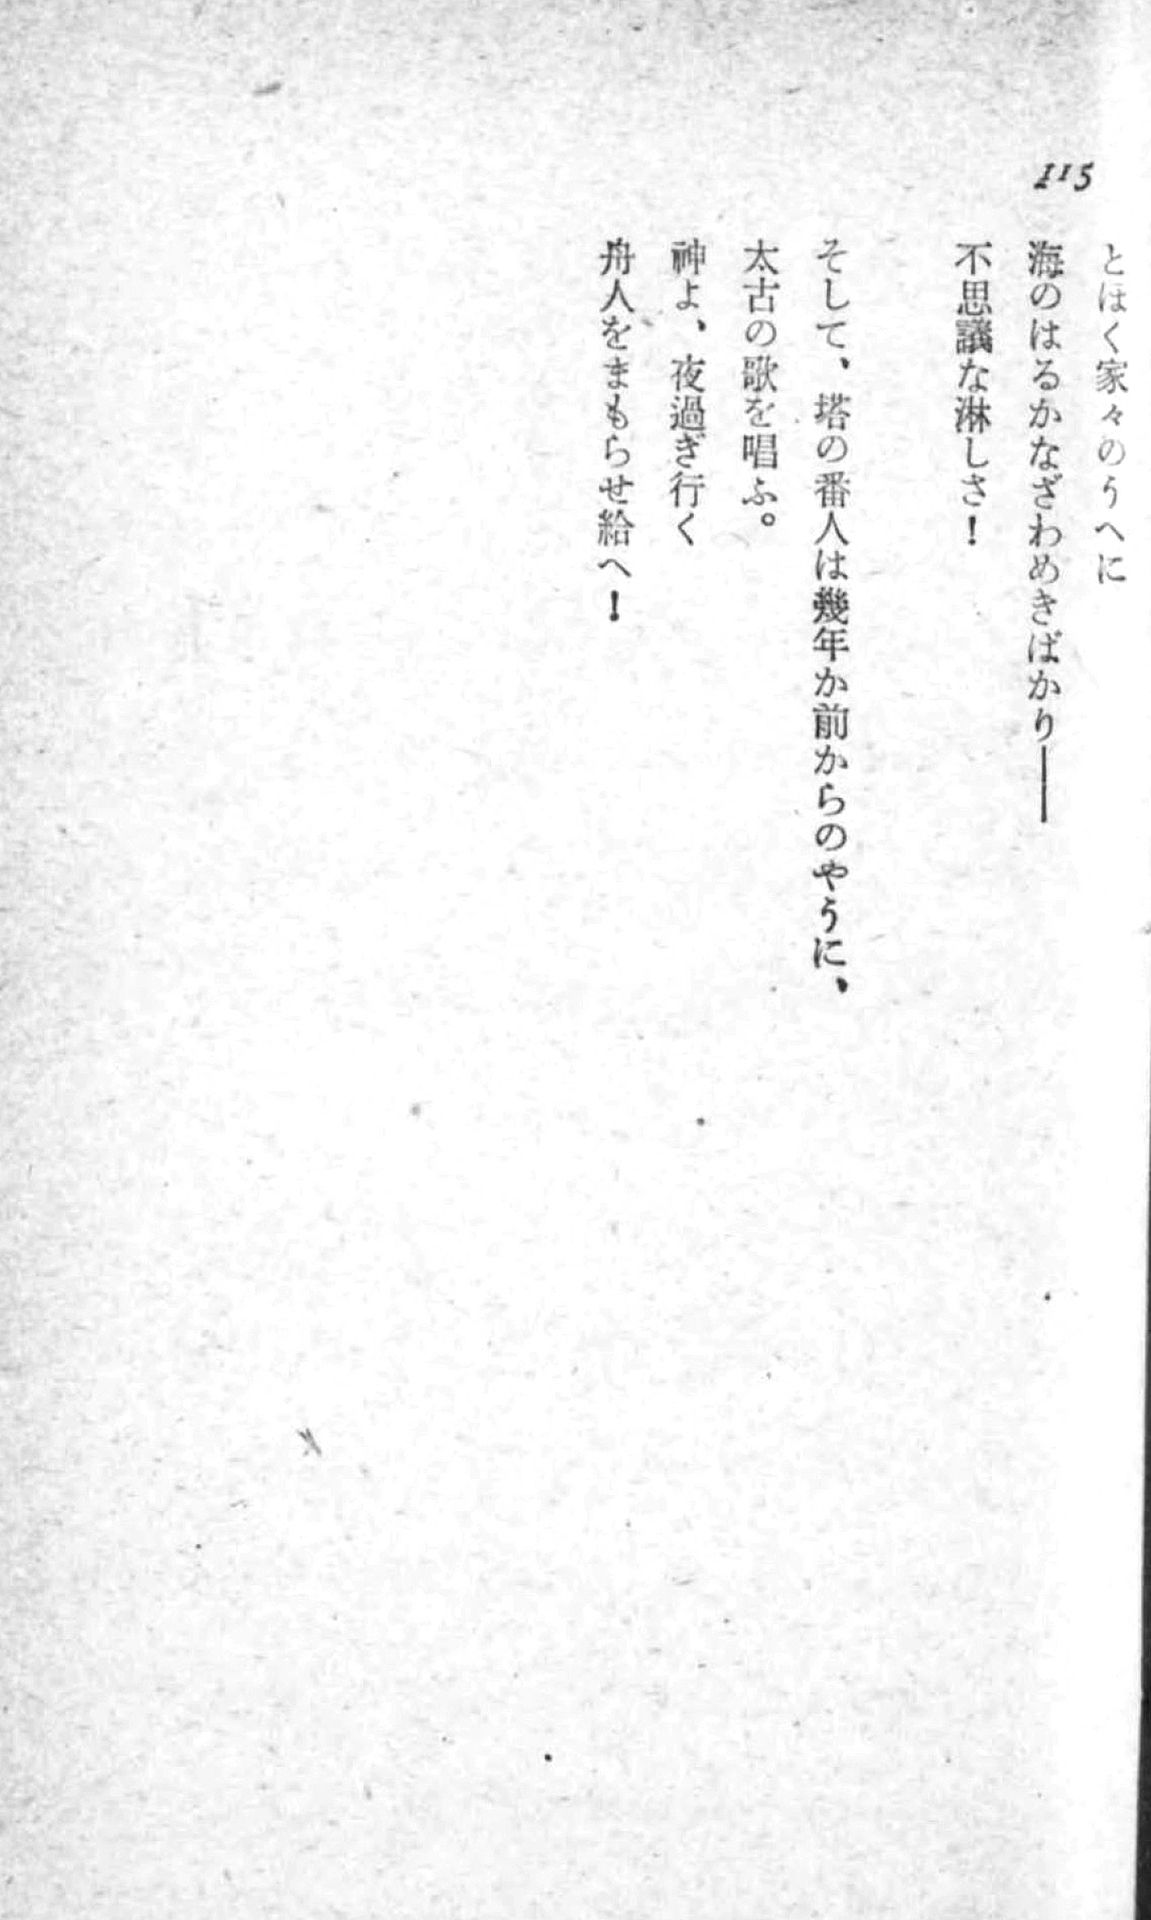 115
とほく家々のうへに
海のはるかなざわめきばかり——
不思議な淋しさ！
そして、塔の番人は幾年か前からのやうに、
太古の歌を唱ふ。
神よ、夜過ぎ行く
舟人をまもらせ給へ！